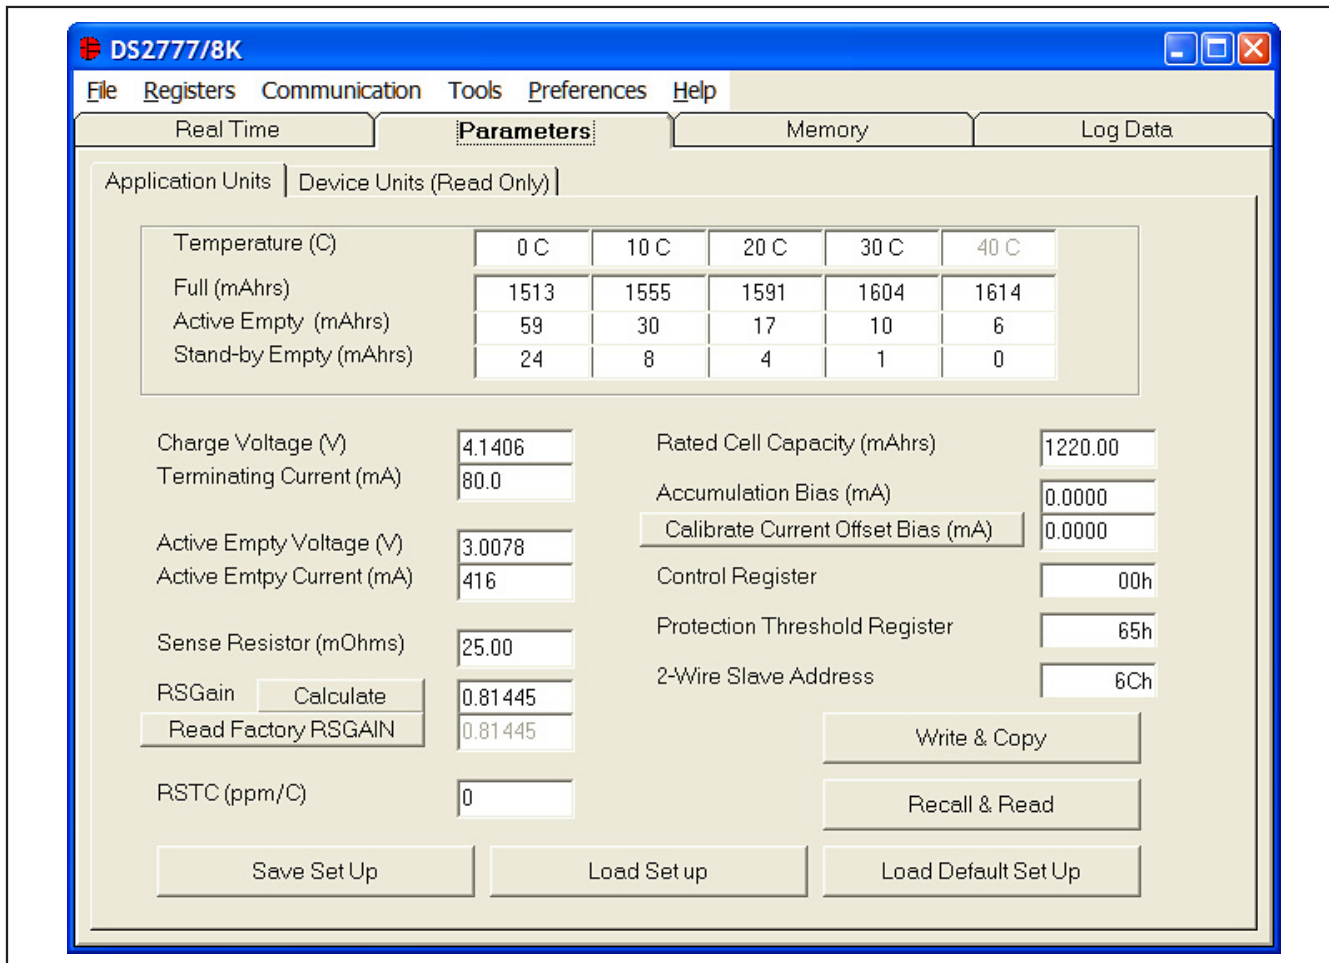 DS2777/8K
File Registers Communication Tools Preferences Help
Real Time Parameters Memory Log Data
Application Units Device Units (Read Only)
Temperature (C) 0 C 10 C 20 C 30 C 40 C
Full (mAhrs) 1513 1555 1591 1604 1614
Active Empty (mAhrs) 59 30 17 10 6
Stand-by Empty (mAhrs) 24 8 4 1 0
Charge Voltage (V) 4.1406 Rated Cell Capacity (mAhrs) 1220.00
Terminating Current (mA) 80.0
Accumulation Bias (mA) 0.0000
Calibrate Current Offset Bias (mA) 0.0000
Active Empty Voltage (V) 3.0078
Active Emtpy Current (mA) 416 Control Register 00h
Protection Threshold Register 65h
Sense Resistor (mOhms) 25.00
2-Wire Slave Address 6Ch
RSGain Calculate 0.81445
Read Factory RSGAIN 0.81445 Write & Copy
RSTC (ppm/C) 0 Recall & Read
Save Set Up Load Set up Load Default Set Up